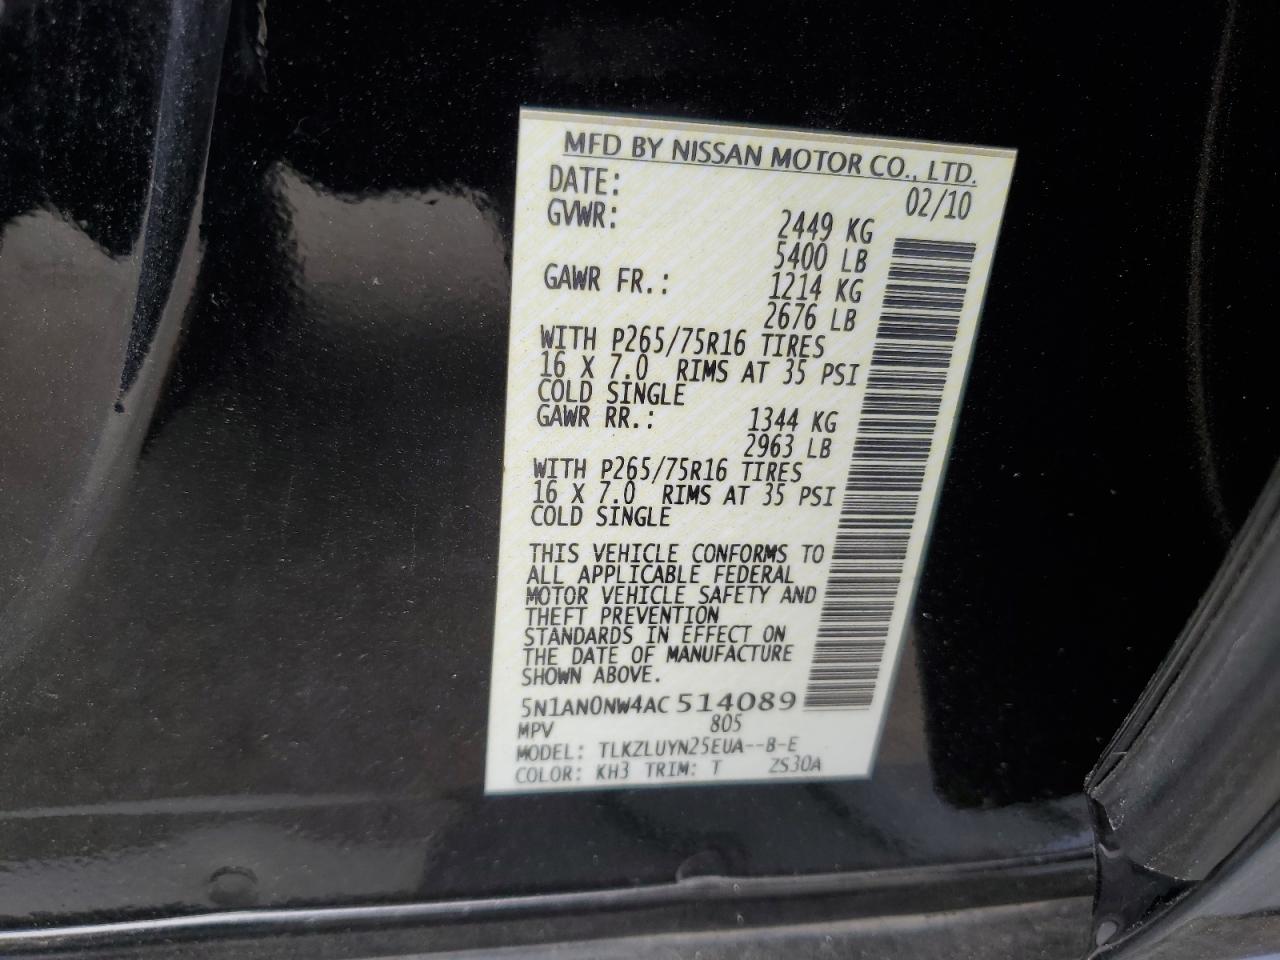 MFD BY NISSAN MOTOR CO., LTD.
DATE: 02/10
GVWR: 2449 KG
5400 LB
GAWR FR.: 1214 KG
2676 LB
WITH P265/75R16 TIRES
16 X 7.0 RIMS AT 35 PSI
COLD SINGLE
GAWR RR.: 1344 KG
2963 LB
WITH P265/75R16 TIRES
16 X 7.0 RIMS AT 35 PSI
COLD SINGLE
THIS VEHICLE CONFORMS TO
ALL APPLICABLE FEDERAL
MOTOR VEHICLE SAFETY AND
THEFT PREVENTION
STANDARDS IN EFFECT ON
THE DATE OF MANUFACTURE
SHOWN ABOVE.
5N1AN0NW4AC 514089
MPV 805
MODEL: TLKZLUYN25EUA--B-E
COLOR: KH3 TRIM: T ZS30A